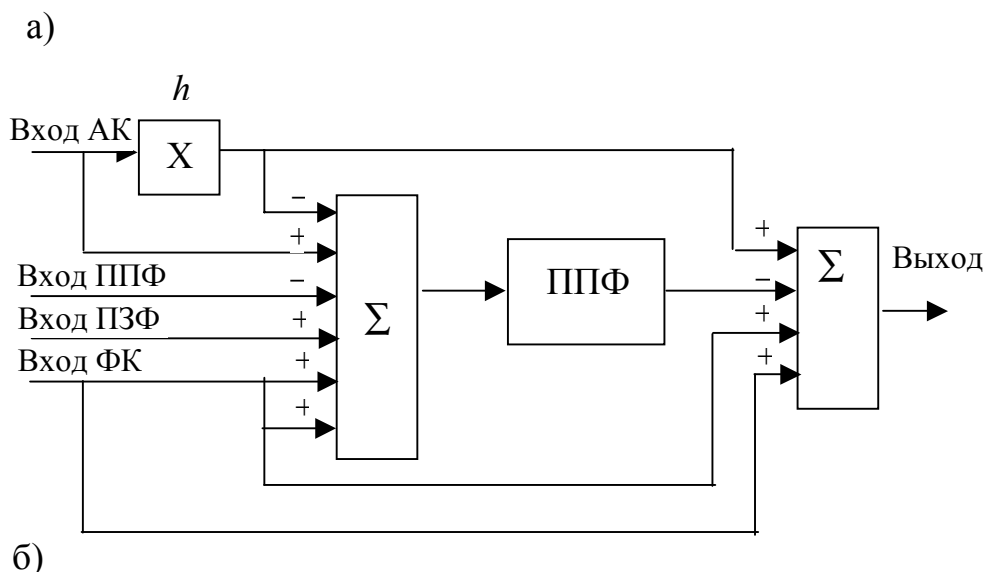 а)
h
Вход АК
X
−
+
Вход ППФ
−
Вход ПЗФ
+
Вход ФК
+
+
Σ
ППФ
+
−
+
+
Σ
Выход
б)